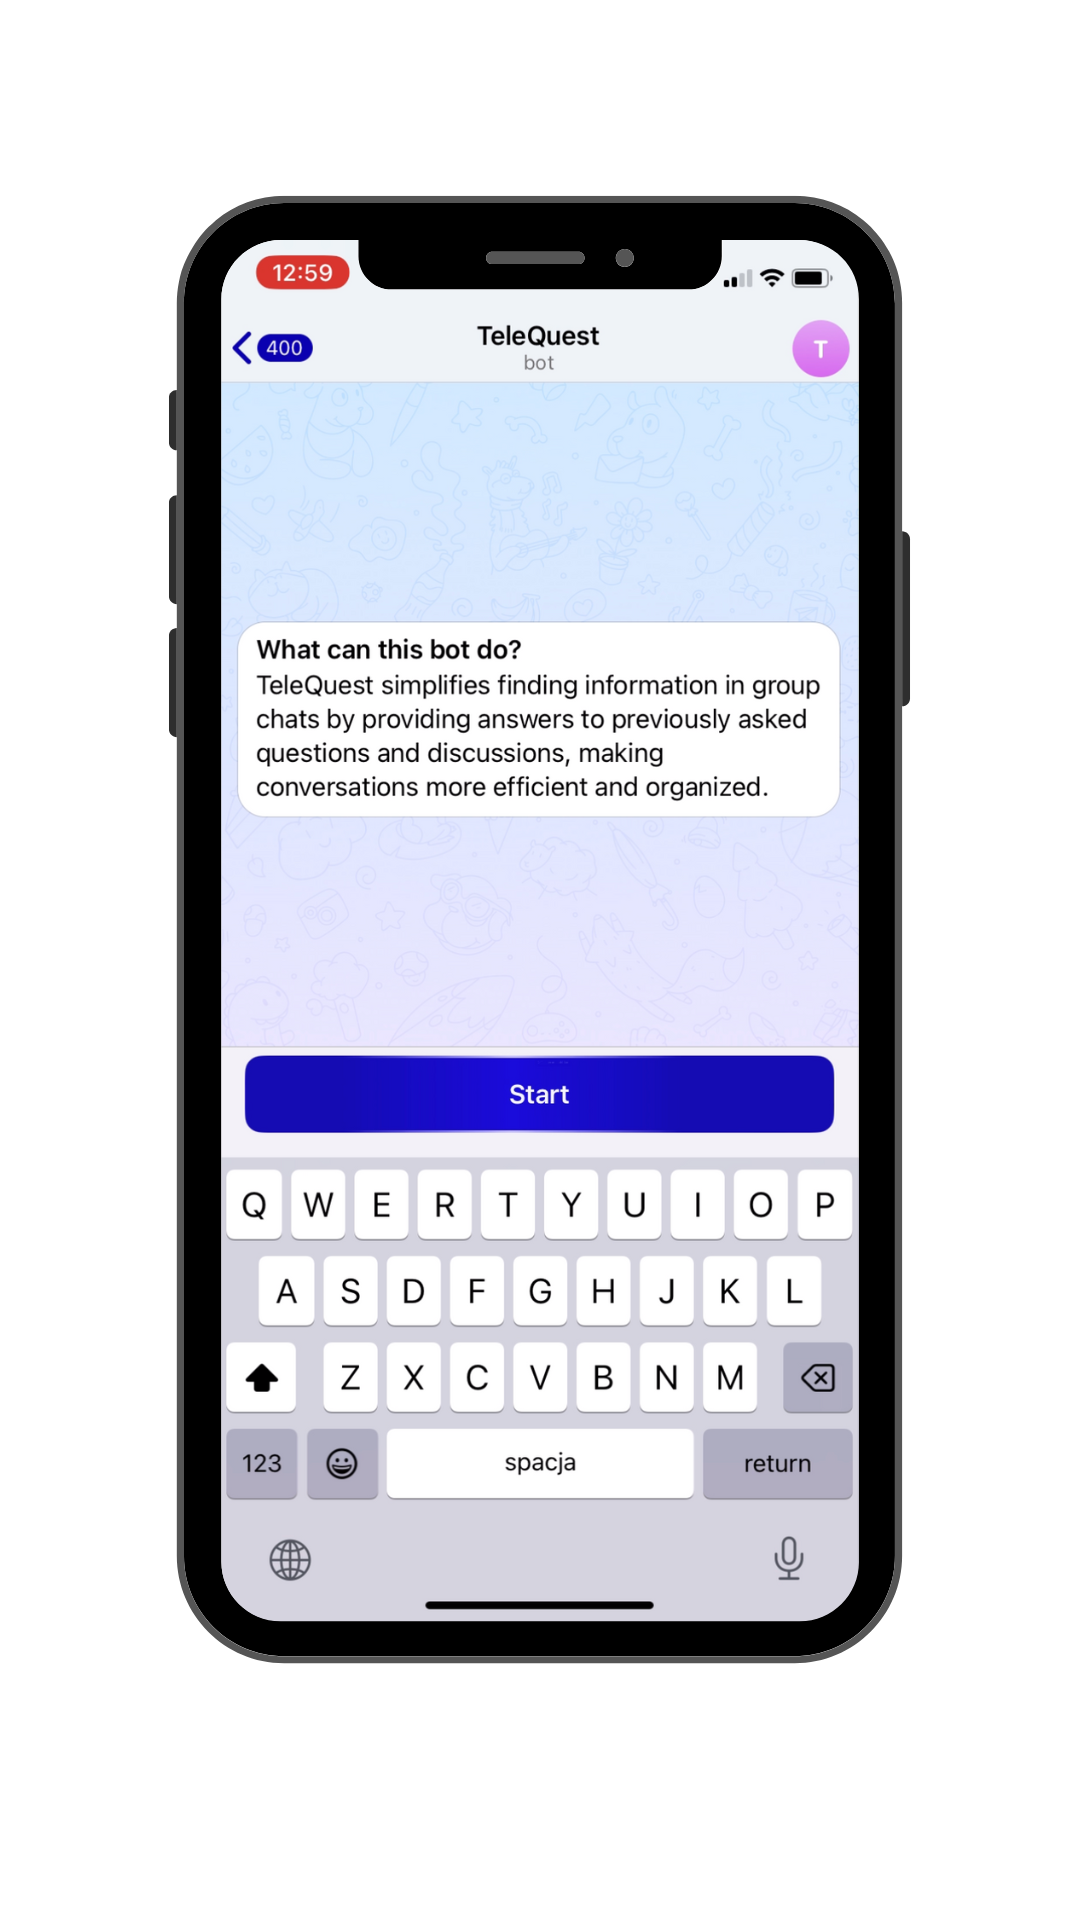 12:59
400
TeleQuest
bot
T
What can this bot do?
TeleQuest simplifies finding information in group
chats by providing answers to previously asked
questions and discussions, making
conversations more efficient and organized.
Start
Q W E R T Y U I O P
A S D F G H J K L
Z X C V B N M
123 spacja return